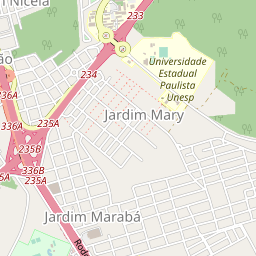 Nicéia
233
ão
234
Universidade
Estadual
Paulista
- Unesp
336A
235A
Jardim Mary
336A
235A
235B
336B
235A
Jardim Marabá
Rod